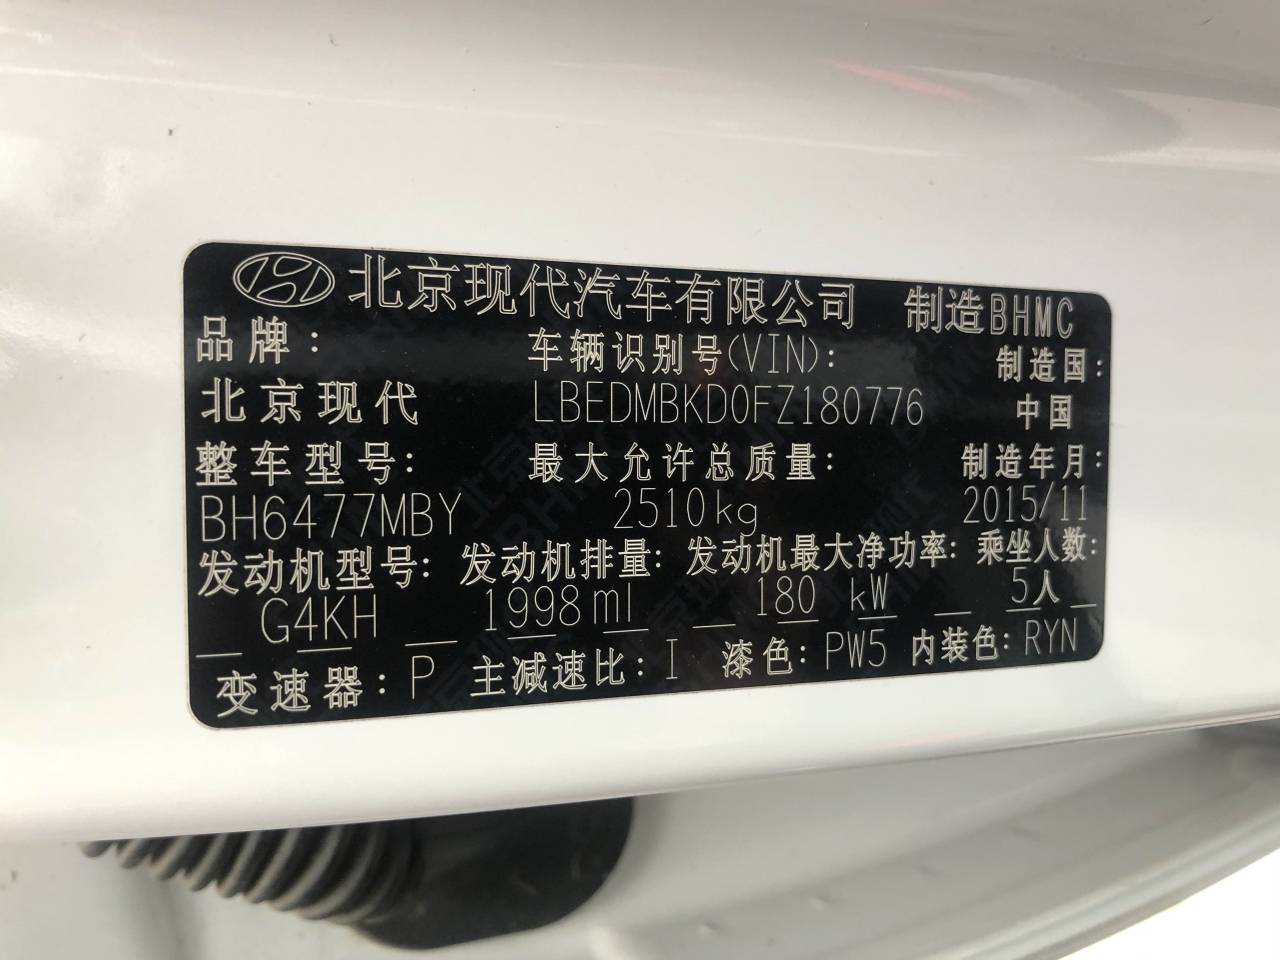 北京现代汽车有限公司 制造BHMC
品牌: 车辆识别号(VIN): 制造国:
北京现代 LBEDMBKD0FZ180776 中国
整车型号: 最大允许总质量: 制造年月:
BH6477MBY 2510kg 2015/11
发动机型号: 发动机排量: 发动机最大净功率: 乘坐人数:
G4KH 1998ml 180 kW 5人
变速器: P 主减速比: I 漆色: PW5 内装色: RYN